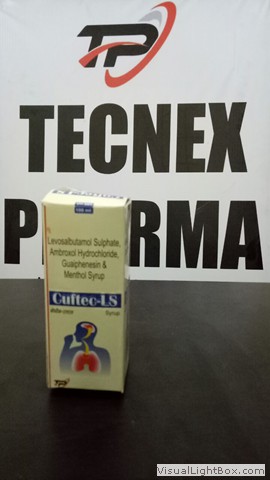 TP
TECNEX
PHARMA
100 ml
Levosalbutamol Sulphate,
Ambroxol Hydrochloride,
Guaiphenesin &
Menthol Syrup
Cuftec-LS
Syrup
TP
VisualLightBox.com